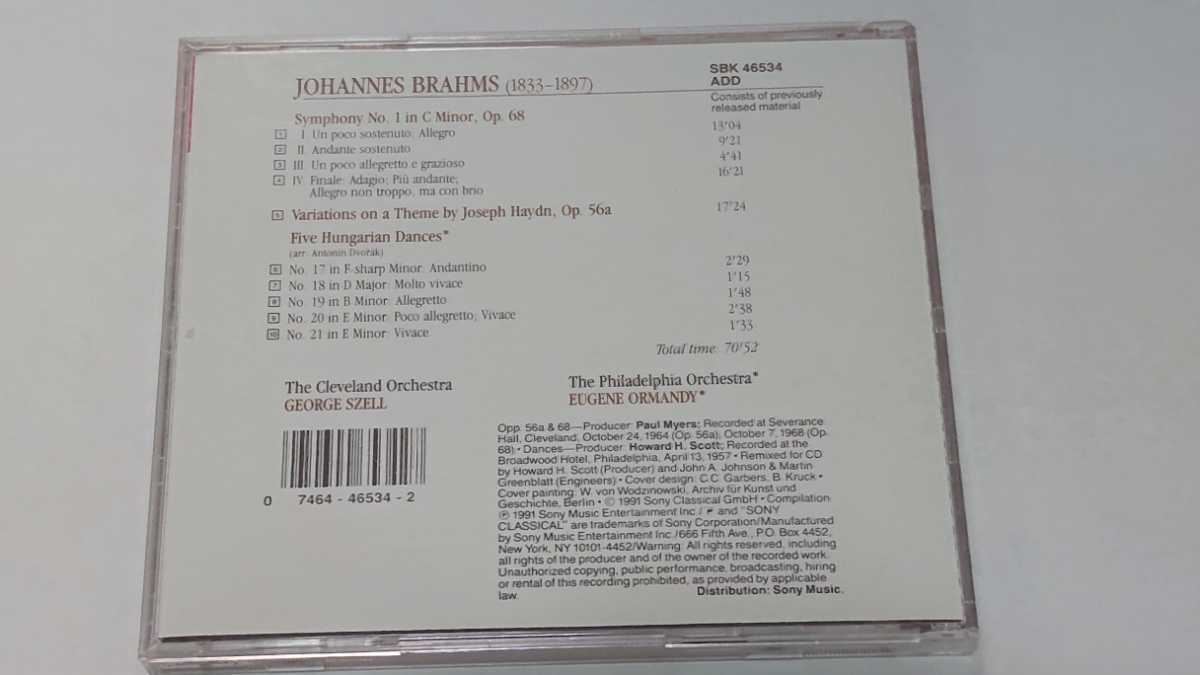 JOHANNES BRAHMS (1833–1897)
SBK 46534
ADD
Consists of previously
released material
Symphony No. 1 in C Minor, Op. 68
1 I. Un poco sostenuto; Allegro 13'04
2 II. Andante sostenuto 9'21
3 III. Un poco allegretto e grazioso 4'41
4 IV. Finale: Adagio; Più andante; 16'21
Allegro non troppo, ma con brio
5 Variations on a Theme by Joseph Haydn, Op. 56a 17'24
Five Hungarian Dances*
(arr. Antonín Dvořák)
6 No. 17 in F-sharp Minor: Andantino 2'29
7 No. 18 in D Major: Molto vivace 1'15
8 No. 19 in B Minor: Allegretto 1'48
9 No. 20 in E Minor: Poco allegretto; Vivace 2'38
10 No. 21 in E Minor: Vivace 1'33
Total time: 70'52
The Cleveland Orchestra
GEORGE SZELL
The Philadelphia Orchestra*
EUGENE ORMANDY*
0 7464 - 46534 - 2
Opp. 56a & 68—Producer: Paul Myers; Recorded at Severance
Hall, Cleveland, October 24, 1964 (Op. 56a); October 7, 1968 (Op.
68) • Dances—Producer: Howard H. Scott; Recorded at the
Broadwood Hotel, Philadelphia, April 13, 1957 • Remixed for CD
by Howard H. Scott (Producer) and John A. Johnson & Martin
Greenblatt (Engineers) • Cover design: C.C. Garbers, B. Kruck •
Cover painting: W. von Wodzinowski, Archiv für Kunst und
Geschichte, Berlin • © 1991 Sony Classical GmbH • Compilation
℗ 1991 Sony Music Entertainment Inc./ and "SONY
CLASSICAL" are trademarks of Sony Corporation/Manufactured
by Sony Music Entertainment Inc./666 Fifth Ave., P.O. Box 4452,
New York, NY 10101-4452/Warning: All rights reserved, including
all rights of the producer and of the owner of the recorded work.
Unauthorized copying, public performance, broadcasting, hiring
or rental of this recording prohibited, as provided by applicable
law. Distribution: Sony Music.